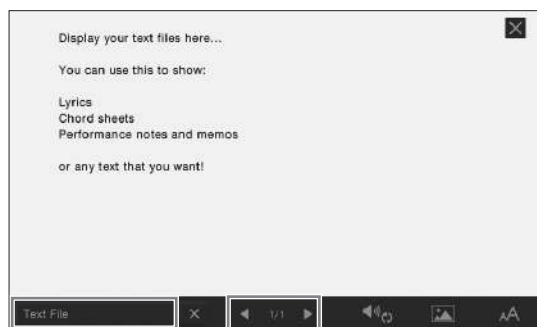 Display your text files here...
You can use this to show:
Lyrics
Chord sheets
Performance notes and memos
or any text that you want!
Text File
1/1
AA